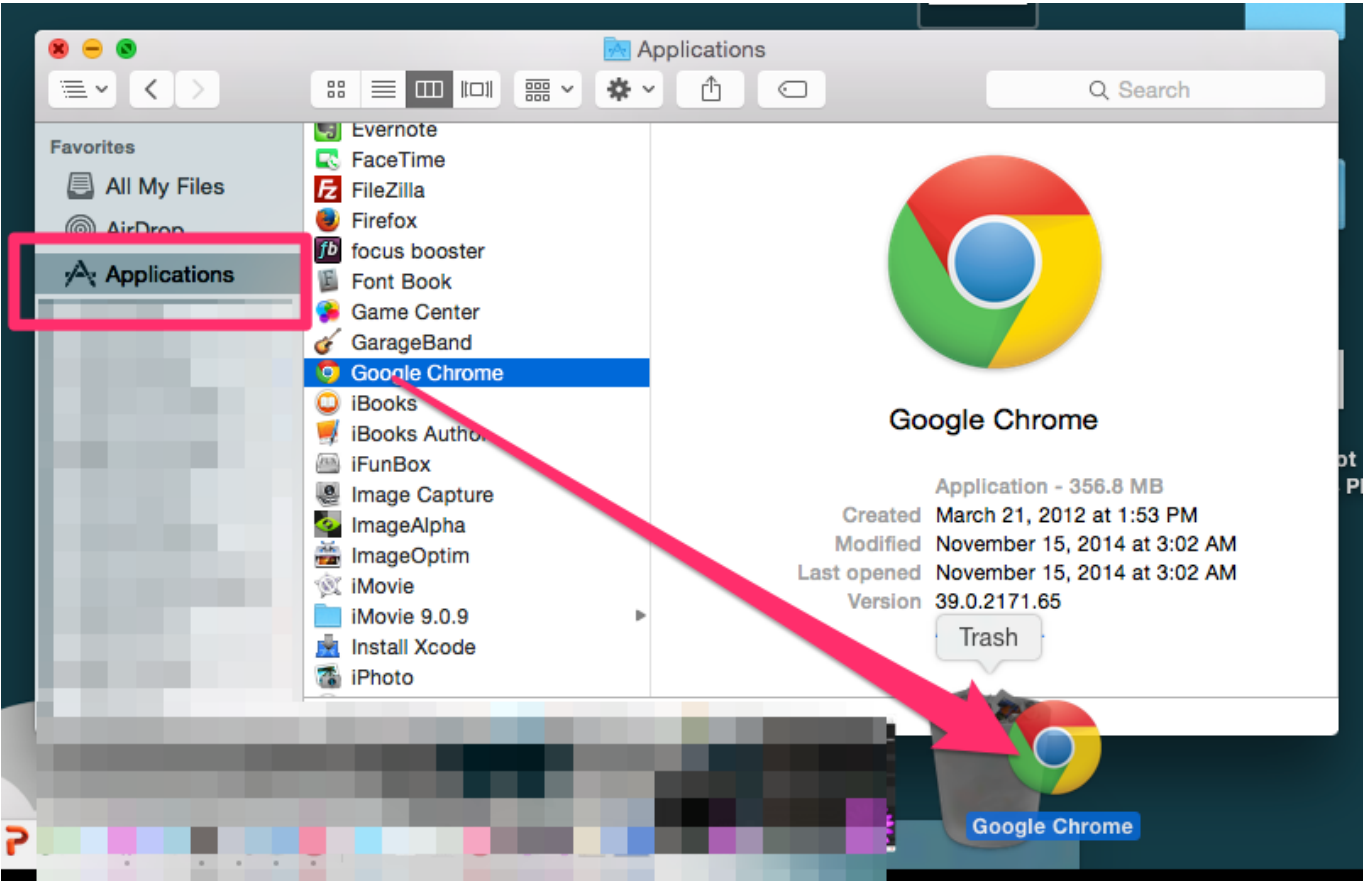 Applications
Search
Favorites
All My Files
AirDrop
Applications
Evernote
FaceTime
FileZilla
Firefox
focus booster
Font Book
Game Center
GarageBand
Google Chrome
iBooks
iBooks Author
iFunBox
Image Capture
ImageAlpha
ImageOptim
iMovie
iMovie 9.0.9
Install Xcode
iPhoto
Google Chrome
Application - 356.8 MB
Created March 21, 2012 at 1:53 PM
Modified November 15, 2014 at 3:02 AM
Last opened November 15, 2014 at 3:02 AM
Version 39.0.2171.65
Trash
Google Chrome